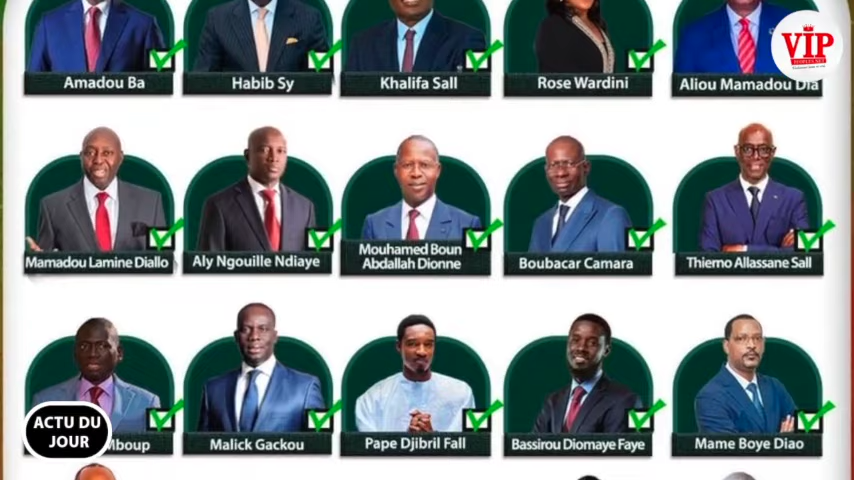 VIP
Amadou Ba
Habib Sy
Khalifa Sall
Rose Wardini
Aliou Mamadou Dia
Mamadou Lamine Diallo
Aly Ngouille Ndiaye
Mouhamed Boun
Abdallah Dionne
Boubacar Camara
Thierno Allassane Sall
ACTU DU
JOUR
Mboup
Malick Gackou
Pape Djibril Fall
Bassirou Diomaye Faye
Mame Boye Diao